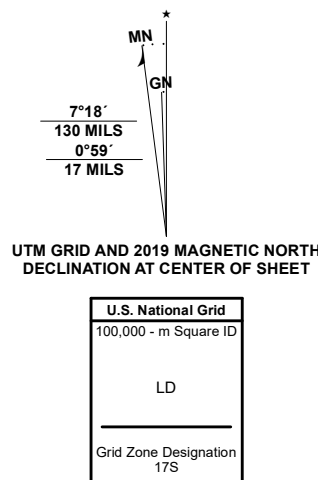 ★
MN
GN
7°18´
130 MILS
0°59´
17 MILS
UTM GRID AND 2019 MAGNETIC NORTH
DECLINATION AT CENTER OF SHEET
U.S. National Grid
100,000 - m Square ID
LD
Grid Zone Designation
17S